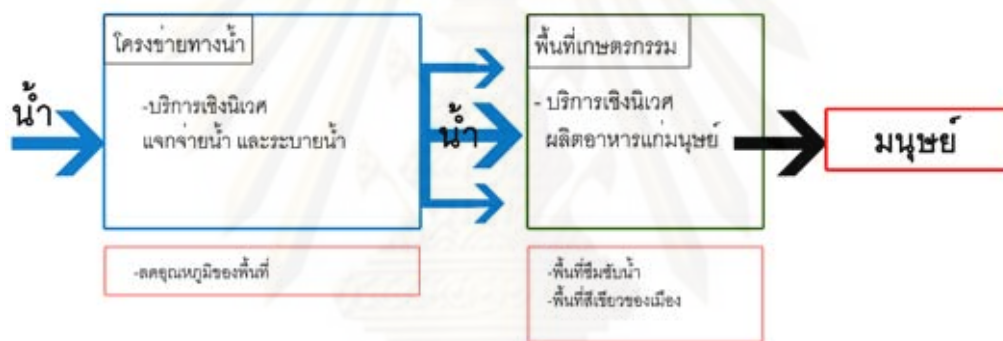 น้ำ
โครงข่ายทางน้ำ
-บริการเชิงนิเวศ
แจกจ่ายน้ำ และระบายน้ำ
-ลดอุณหภูมิของพื้นที่
น้ำ
พื้นที่เกษตรกรรม
- บริการเชิงนิเวศ
ผลิตอาหารแก่มนุษย์
-พื้นที่ซึมซับน้ำ
-พื้นที่สีเขียวของเมือง
มนุษย์